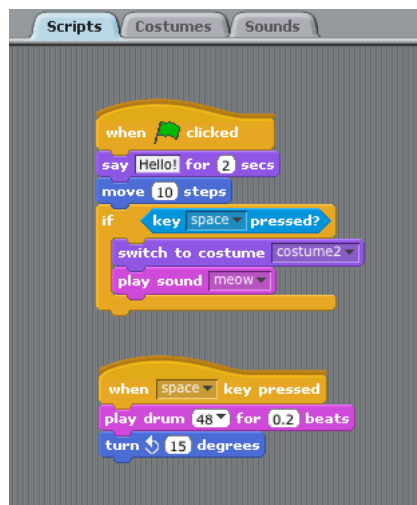 Scripts Costumes Sounds
when clicked
say Hello! for 2 secs
move 10 steps
if key space pressed?
switch to costume costume2
play sound meow
when space key pressed
play drum 48 for 0.2 beats
turn 15 degrees